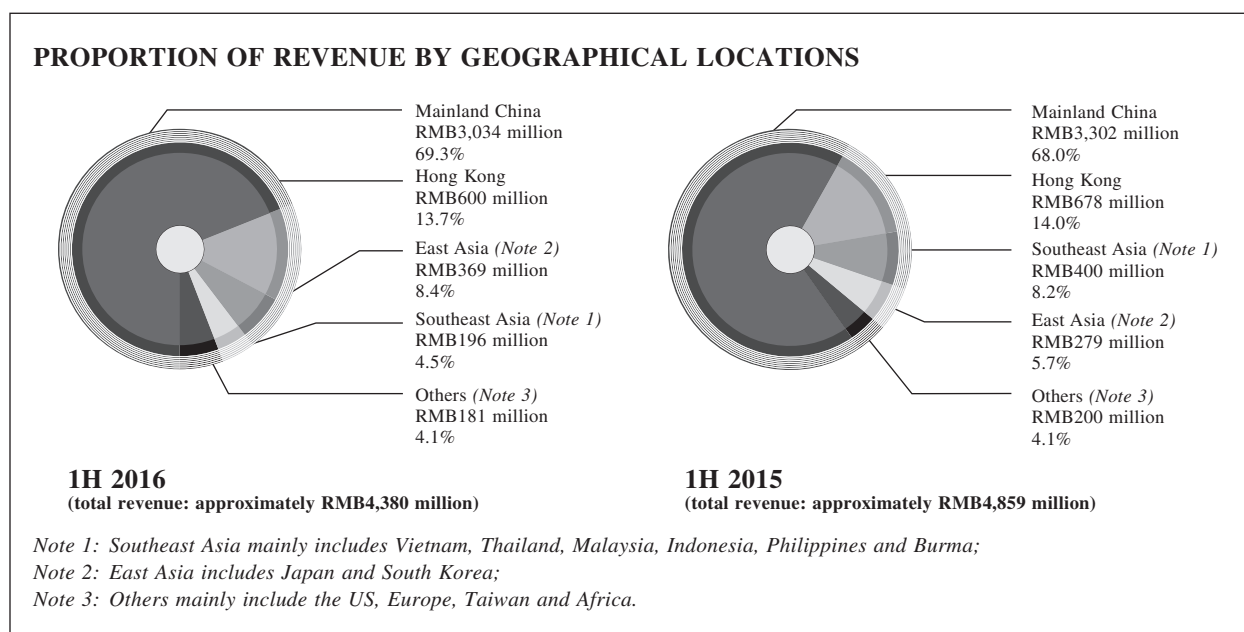 PROPORTION OF REVENUE BY GEOGRAPHICAL LOCATIONS
Mainland China
RMB3,034 million
69.3%
Hong Kong
RMB600 million
13.7%
East Asia (Note 2)
RMB369 million
8.4%
Southeast Asia (Note 1)
RMB196 million
4.5%
Others (Note 3)
RMB181 million
4.1%
1H 2016
(total revenue: approximately RMB4,380 million)
Mainland China
RMB3,302 million
68.0%
Hong Kong
RMB678 million
14.0%
Southeast Asia (Note 1)
RMB400 million
8.2%
East Asia (Note 2)
RMB279 million
5.7%
Others (Note 3)
RMB200 million
4.1%
1H 2015
(total revenue: approximately RMB4,859 million)
Note 1: Southeast Asia mainly includes Vietnam, Thailand, Malaysia, Indonesia, Philippines and Burma;
Note 2: East Asia includes Japan and South Korea;
Note 3: Others mainly include the US, Europe, Taiwan and Africa.